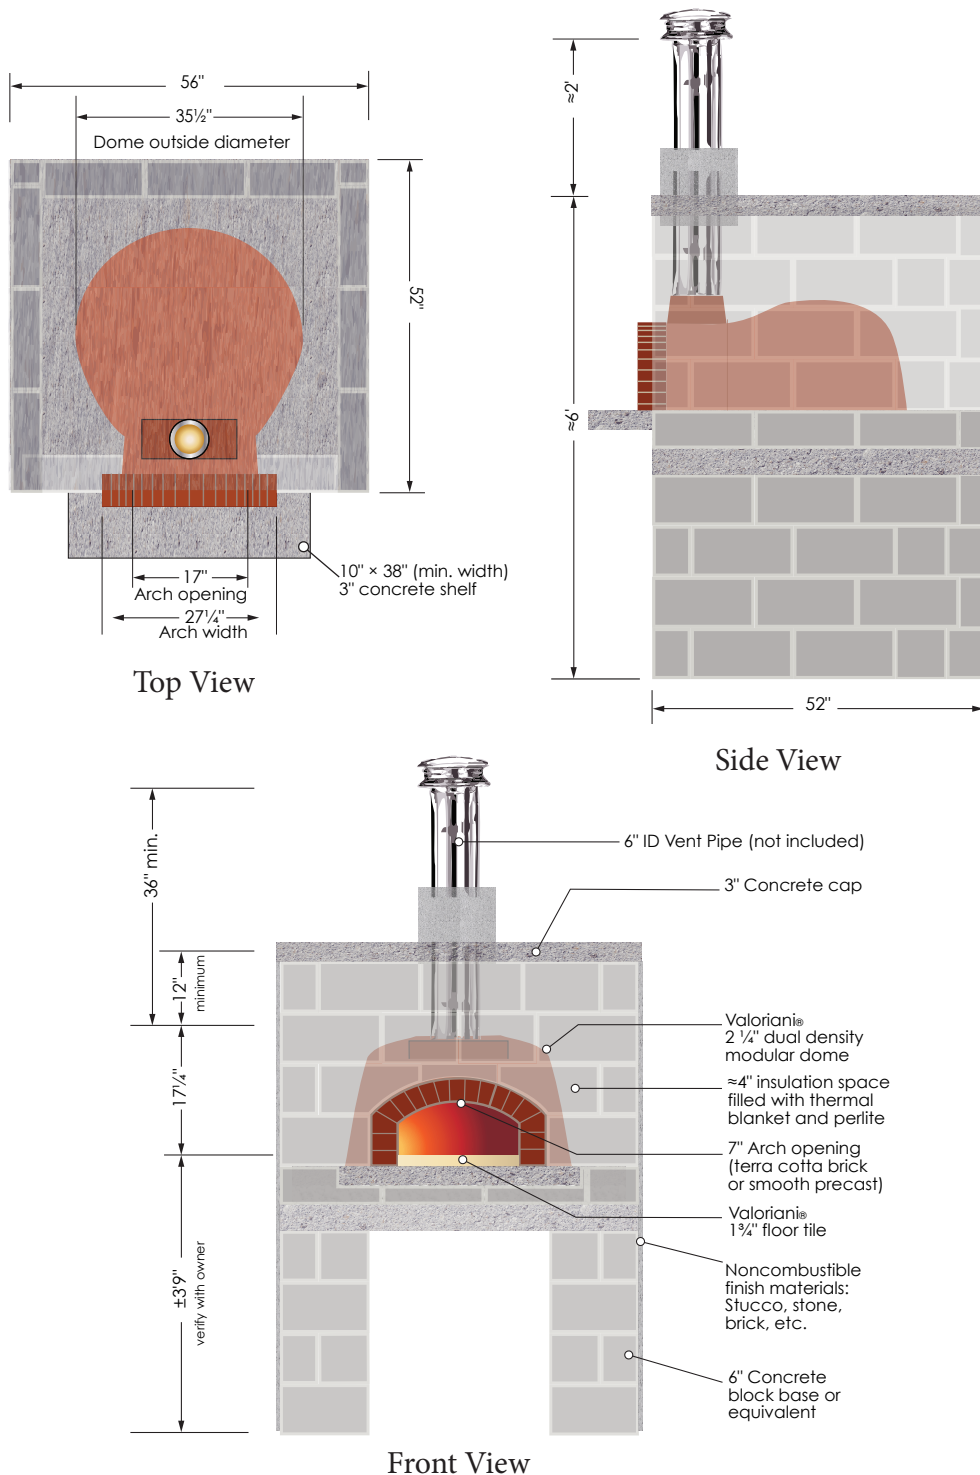 56"
35½"
Dome outside diameter
52"
10" × 38" (min. width)
3" concrete shelf
17"
Arch opening
27¼"
Arch width
Top View
≈2'
≈6'
52"
Side View
36" min.
12"
minimum
17¼"
±3'9"
verify with owner
6" ID Vent Pipe (not included)
3" Concrete cap
Valoriani®
2 ¼" dual density
modular dome
≈4" insulation space
filled with thermal
blanket and perlite
7" Arch opening
(terra cotta brick
or smooth precast)
Valoriani®
1¾" floor tile
Noncombustible
finish materials:
Stucco, stone,
brick, etc.
6" Concrete
block base or
equivalent
Front View